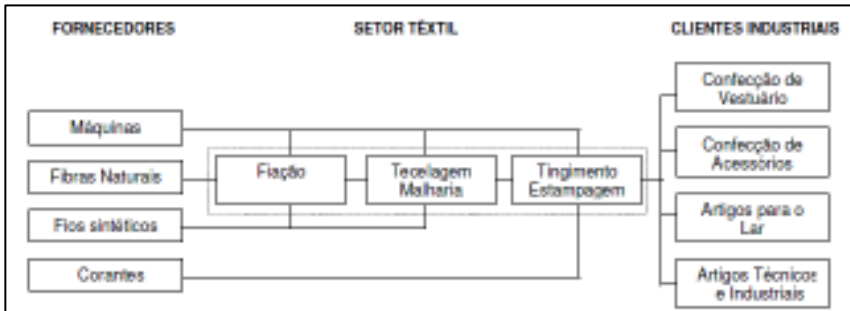 FORNECEDORES
SETOR TÊXTIL
CLIENTES INDUSTRIAIS
Máquinas
Fibras Naturais
Fios sintéticos
Corantes
Fiação
Tecelagem
Malharia
Tingimento
Estampagem
Confecção de
Vestuário
Confecção de
Acessórios
Artigos para o
Lar
Artigos Técnicos
e Industriais